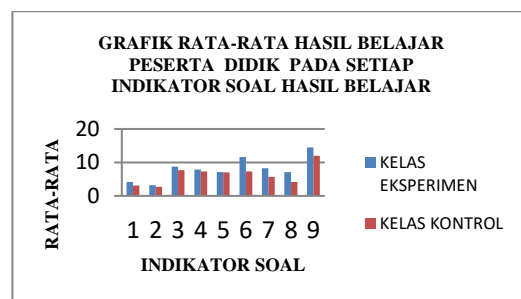 GRAFIK RATA-RATA HASIL BELAJAR
PESERTA DIDIK PADA SETIAP
INDIKATOR SOAL HASIL BELAJAR
RATA-RATA
20
10
0
1 2 3 4 5 6 7 8 9
INDIKATOR SOAL
KELAS
EKSPERIMEN
KELAS KONTROL